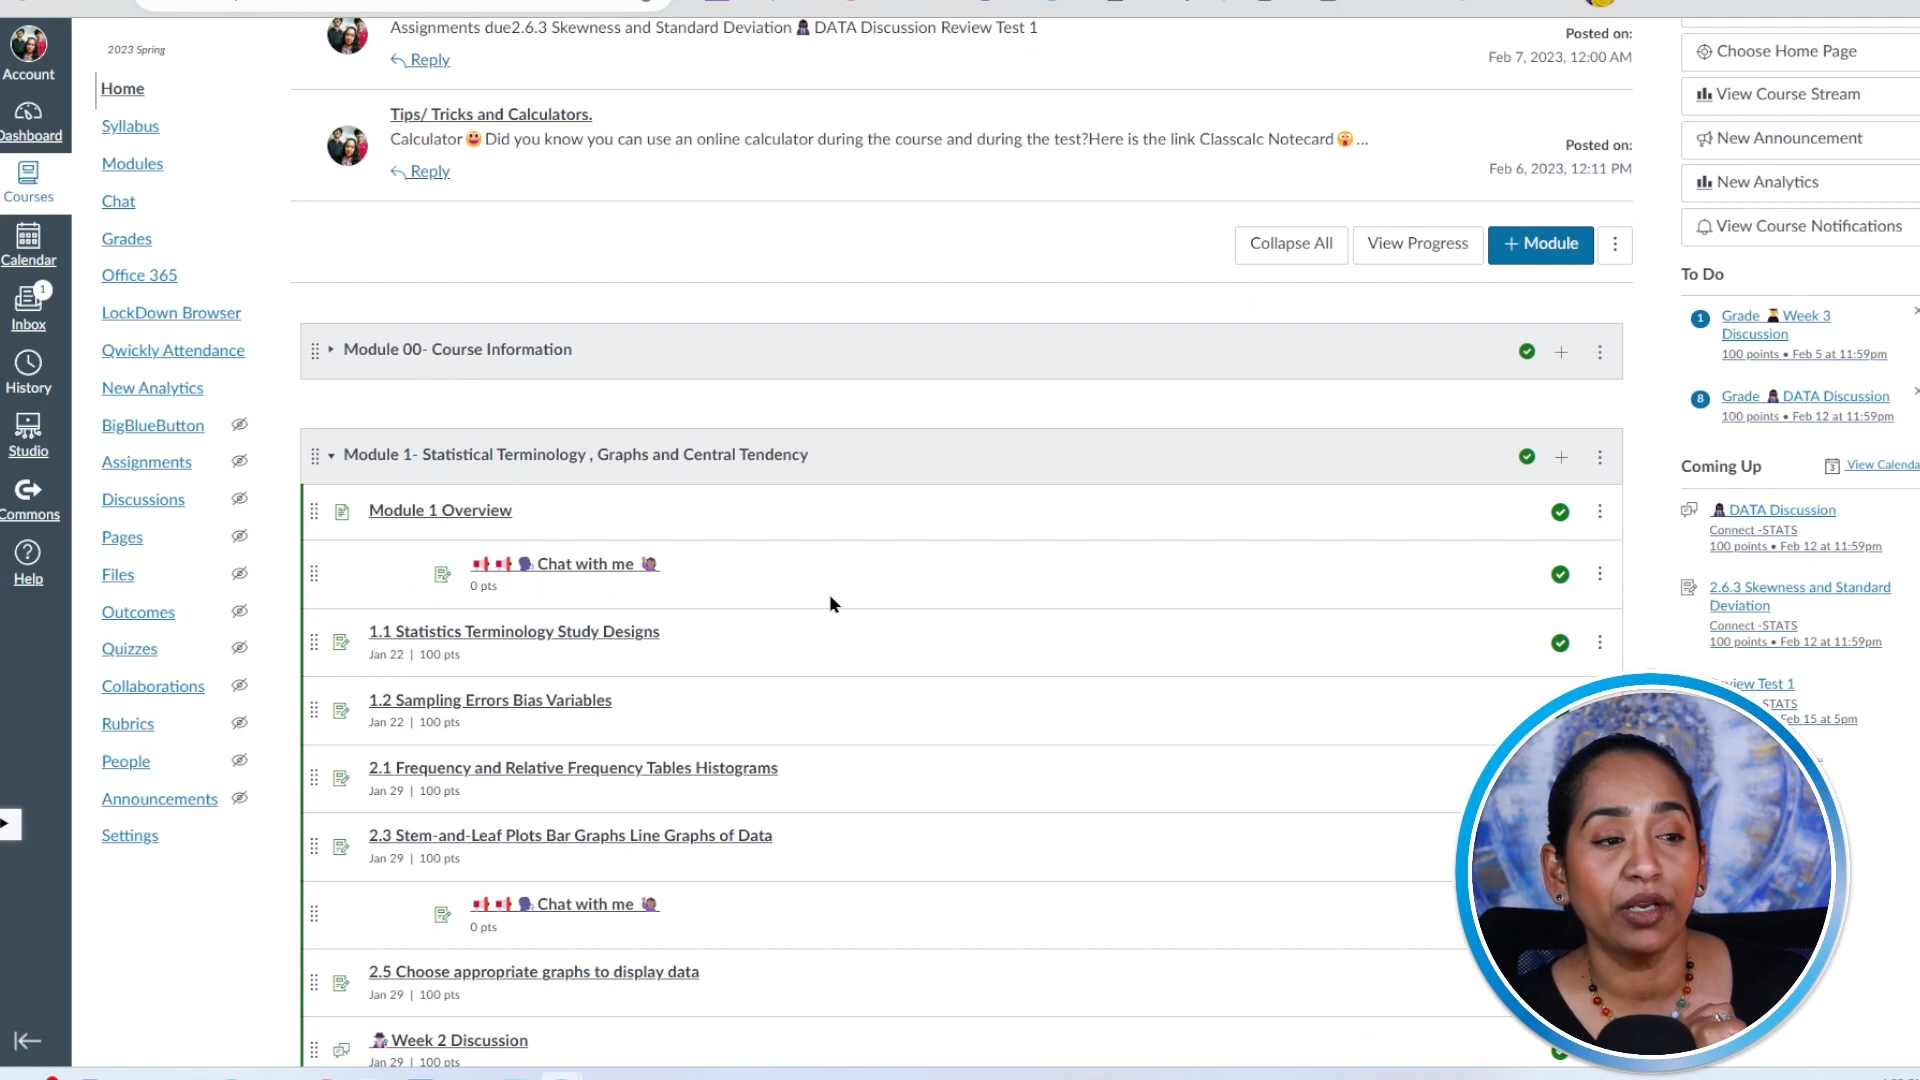 Account
Dashboard
Courses
Calendar
1
Inbox
History
Studio
Commons
Help
2023 Spring
Home
Syllabus
Modules
Chat
Grades
Office 365
LockDown Browser
Qwickly Attendance
New Analytics
BigBlueButton
Assignments
Discussions
Pages
Files
Outcomes
Quizzes
Collaborations
Rubrics
People
Announcements
Settings
Assignments due2.6.3 Skewness and Standard Deviation DATA Discussion Review Test 1
Reply
Posted on:
Feb 7, 2023, 12:00 AM
Tips/ Tricks and Calculators.
Calculator Did you know you can use an online calculator during the course and during the test?Here is the link Classcalc Notecard ...
Reply
Posted on:
Feb 6, 2023, 12:11 PM
Collapse All
View Progress
+ Module
Module 00- Course Information
Module 1- Statistical Terminology , Graphs and Central Tendency
Module 1 Overview
Chat with me
0 pts
1.1 Statistics Terminology Study Designs
Jan 22 | 100 pts
1.2 Sampling Errors Bias Variables
Jan 22 | 100 pts
2.1 Frequency and Relative Frequency Tables Histograms
Jan 29 | 100 pts
2.3 Stem-and-Leaf Plots Bar Graphs Line Graphs of Data
Jan 29 | 100 pts
Chat with me
0 pts
2.5 Choose appropriate graphs to display data
Jan 29 | 100 pts
Week 2 Discussion
Jan 29 | 100 pts
Choose Home Page
View Course Stream
New Announcement
New Analytics
View Course Notifications
To Do
1
Grade Week 3
Discussion
100 points • Feb 5 at 11:59pm
8
Grade DATA Discussion
100 points • Feb 12 at 11:59pm
Coming Up
View Calenda
DATA Discussion
Connect -STATS
100 points • Feb 12 at 11:59pm
2.6.3 Skewness and Standard
Deviation
Connect -STATS
100 points • Feb 12 at 11:59pm
Test 1
STATS
Feb 15 at 5pm